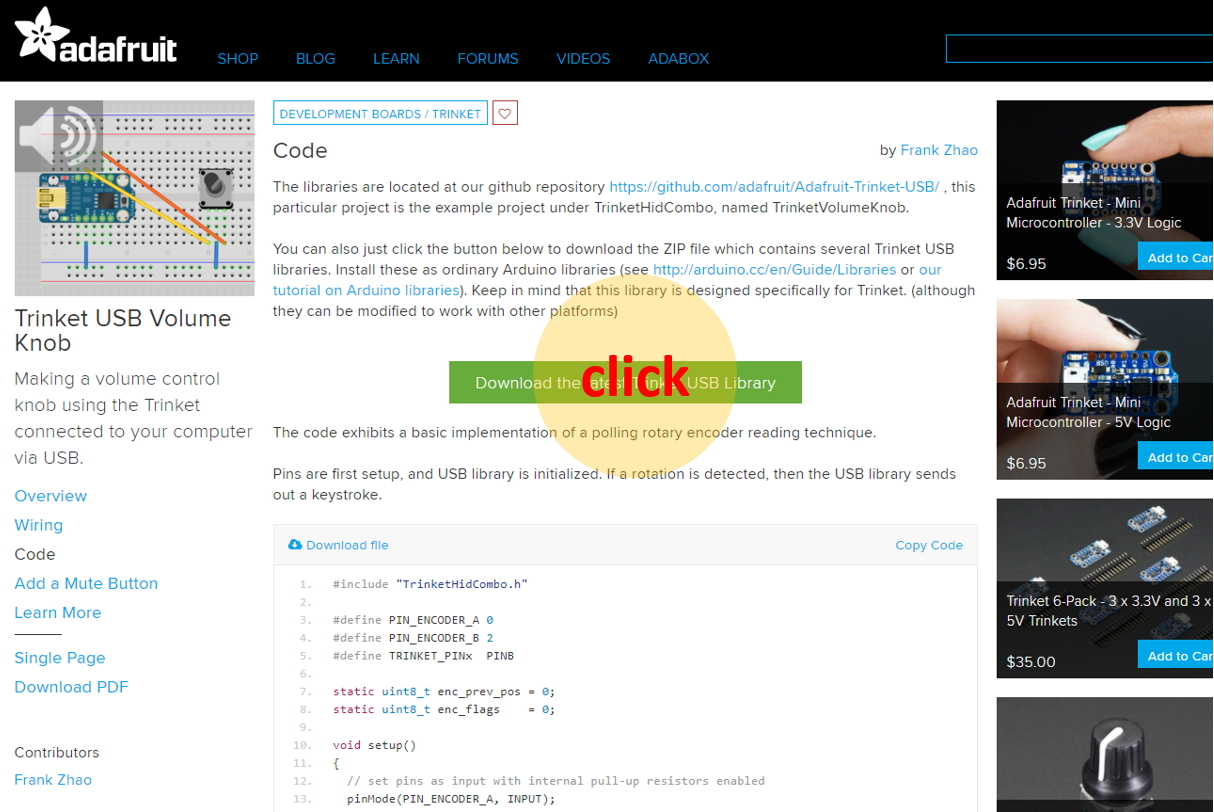 adafruit
SHOP BLOG LEARN FORUMS VIDEOS ADABOX
DEVELOPMENT BOARDS / TRINKET
Code
by Frank Zhao
The libraries are located at our github repository https://github.com/adafruit/Adafruit-Trinket-USB/ , this
particular project is the example project under TrinketHidCombo, named TrinketVolumeKnob.
You can also just click the button below to download the ZIP file which contains several Trinket USB
libraries. Install these as ordinary Arduino libraries (see http://arduino.cc/en/Guide/Libraries or our
tutorial on Arduino libraries). Keep in mind that this library is designed specifically for Trinket. (although
they can be modified to work with other platforms)
Download the latest Trinket USB Library
click
The code exhibits a basic implementation of a polling rotary encoder reading technique.
Pins are first setup, and USB library is initialized. If a rotation is detected, then the USB library sends
out a keystroke.
Download file
Copy Code
1. #include "TrinketHidCombo.h"
2.
3. #define PIN_ENCODER_A 0
4. #define PIN_ENCODER_B 2
5. #define TRINKET_PINx  PINB
6.
7. static uint8_t enc_prev_pos = 0;
8. static uint8_t enc_flags    = 0;
9.
10. void setup()
11. {
12.   // set pins as input with internal pull-up resistors enabled
13.   pinMode(PIN_ENCODER_A, INPUT);
Trinket USB Volume
Knob
Making a volume control
knob using the Trinket
connected to your computer
via USB.
Overview
Wiring
Code
Add a Mute Button
Learn More
Single Page
Download PDF
Contributors
Frank Zhao
Adafruit Trinket - Mini
Microcontroller - 3.3V Logic
$6.95
Add to Car
Adafruit Trinket - Mini
Microcontroller - 5V Logic
$6.95
Add to Car
Trinket 6-Pack - 3 x 3.3V and 3 x
5V Trinkets
$35.00
Add to Car